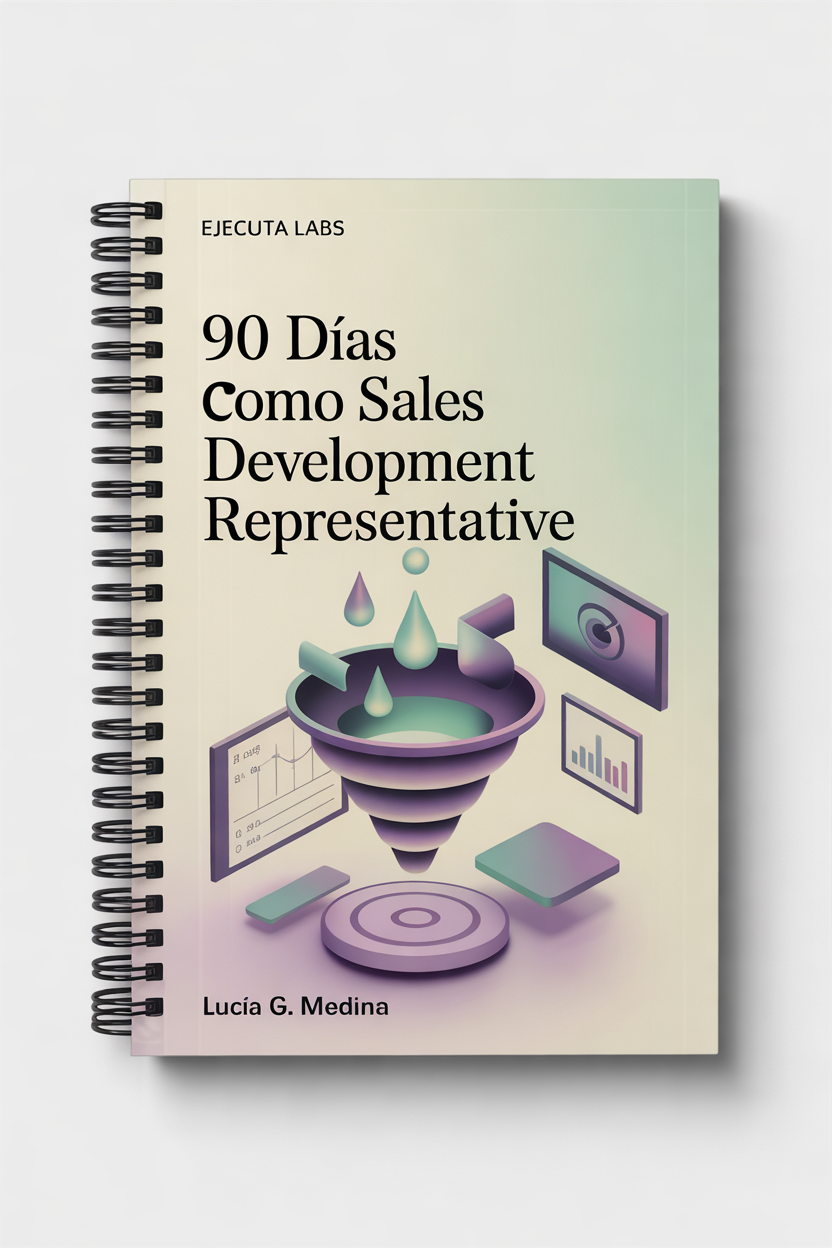 EJECUTA LABS
90 Días
como Sales
Development
Representative
Lucía G. Medina